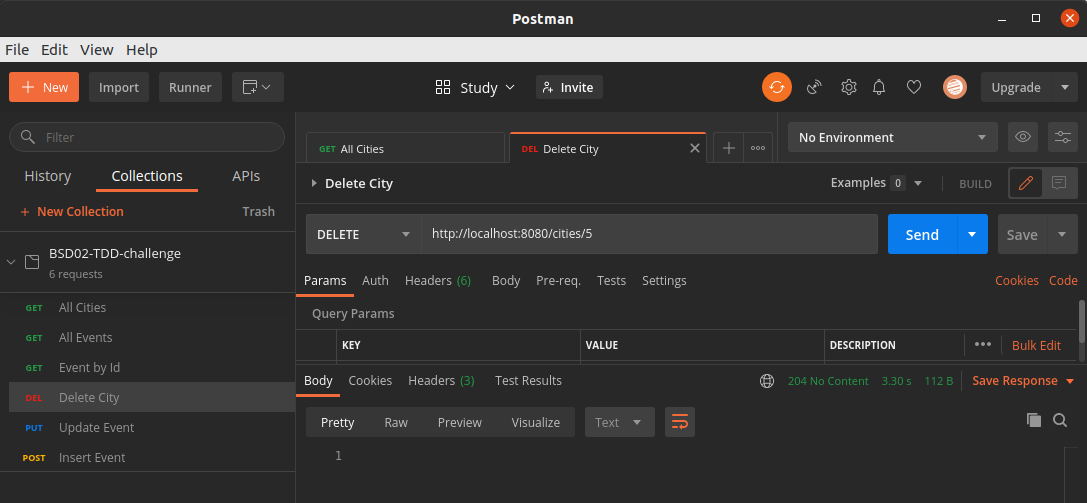 Postman
File Edit View Help
+ New Import Runner Study Invite Upgrade
Filter
History Collections APIs
+ New Collection Trash
BSD02-TDD-challenge
6 requests
GET All Cities
GET All Events
GET Event by Id
DEL Delete City
PUT Update Event
POST Insert Event
GET All Cities DEL Delete City No Environment
Delete City Examples 0 BUILD
DELETE http://localhost:8080/cities/5 Send Save
Params Auth Headers (6) Body Pre-req. Tests Settings Cookies Code
Query Params
KEY VALUE DESCRIPTION Bulk Edit
Body Cookies Headers (3) Test Results 204 No Content 3.30 s 112 B Save Response
Pretty Raw Preview Visualize Text
1